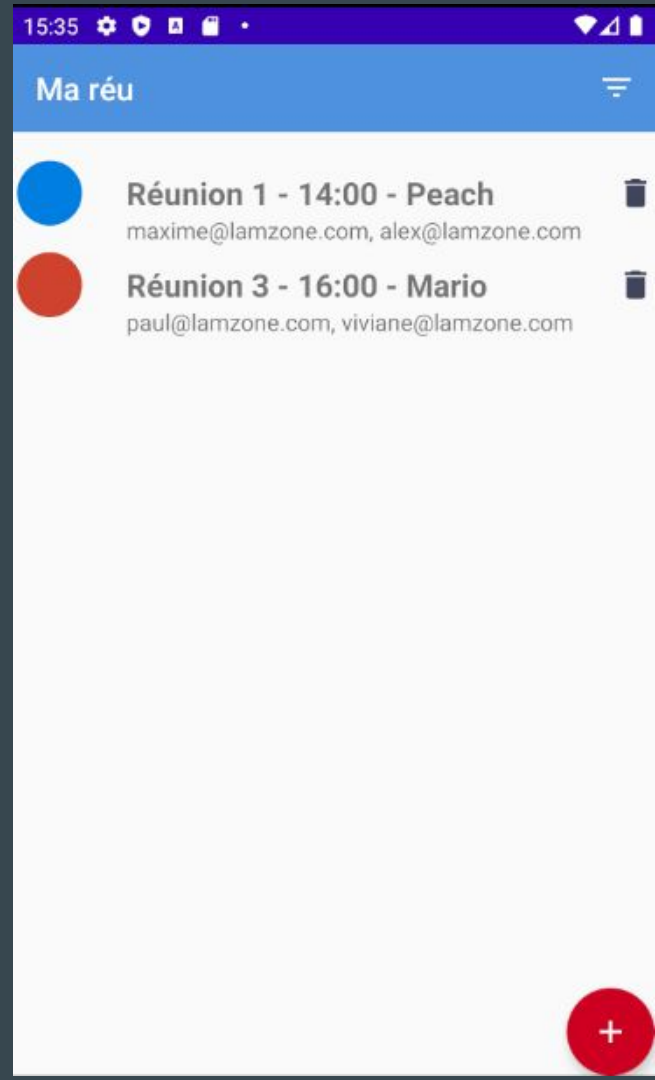 15:35
Ma réu
Réunion 1 - 14:00 - Peach
maxime@lamzone.com, alex@lamzone.com
Réunion 3 - 16:00 - Mario
paul@lamzone.com, viviane@lamzone.com
+